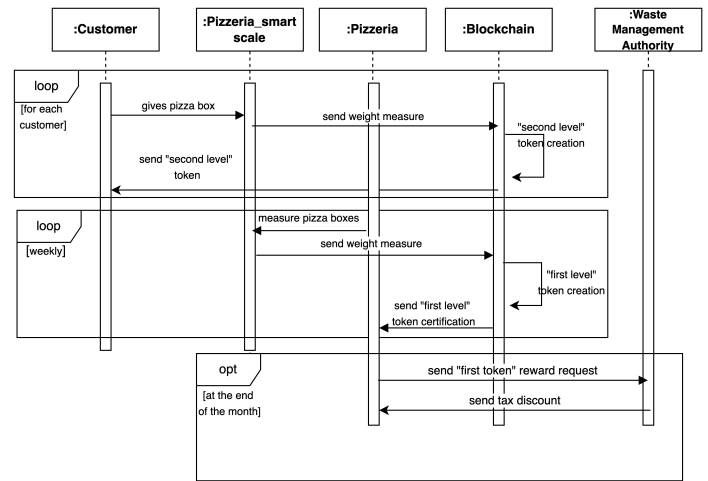 :Customer
:Pizzeria_smart
scale
:Pizzeria
:Blockchain
:Waste
Management
Authority
loop
[for each
customer]
gives pizza box
send weight measure
"second level"
token creation
send "second level"
token
loop
[weekly]
measure pizza boxes
send weight measure
"first level"
token creation
send "first level"
token certification
opt
[at the end
of the month]
send "first token" reward request
send tax discount